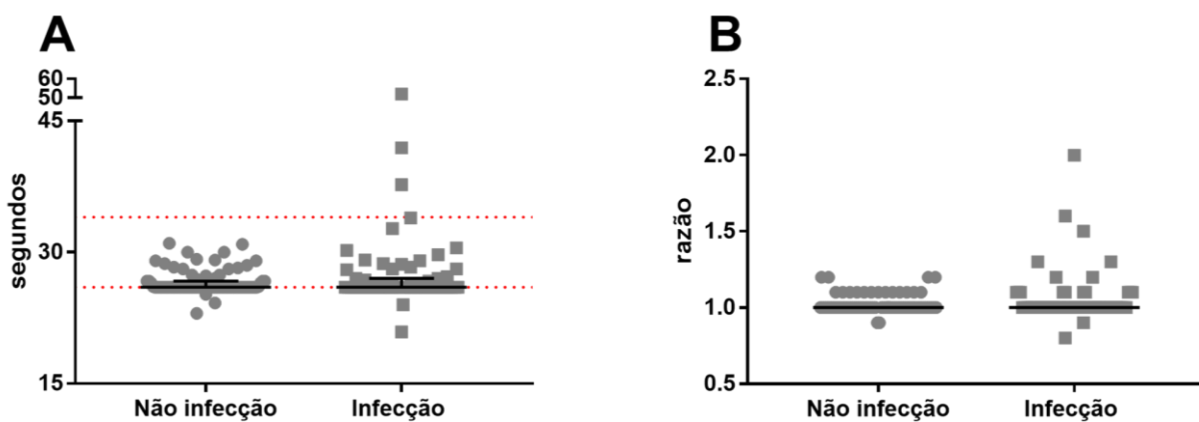 A
60
50
45
30
15
segundos
Não infecção
Infecção
B
2.5
2.0
1.5
1.0
0.5
razão
Não infecção
Infecção